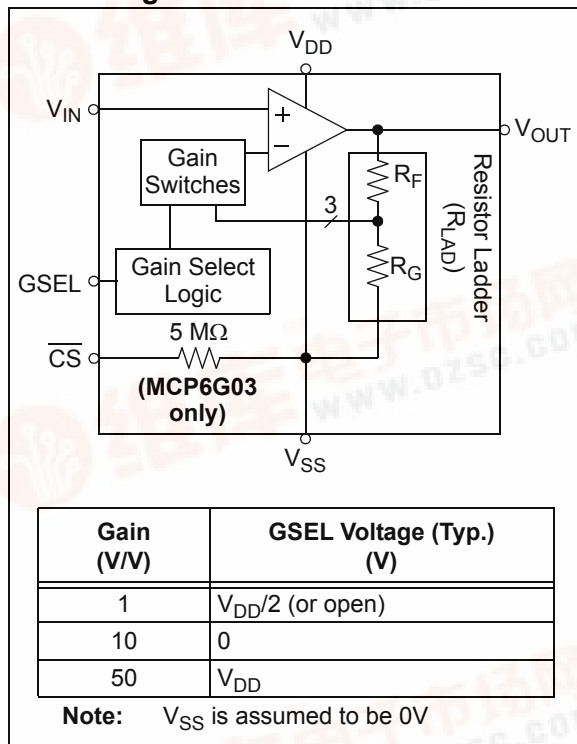 V_DD
V_IN
V_OUT
+
−
Gain
Switches
R_F
3
Resistor Ladder
(R_LAD)
GSEL
Gain Select
Logic
R_G
5 MΩ
C̅S̅
(MCP6G03
only)
V_SS
Gain
(V/V)
GSEL Voltage (Typ.)
(V)
1
V_DD/2 (or open)
10
0
50
V_DD
Note: V_SS is assumed to be 0V